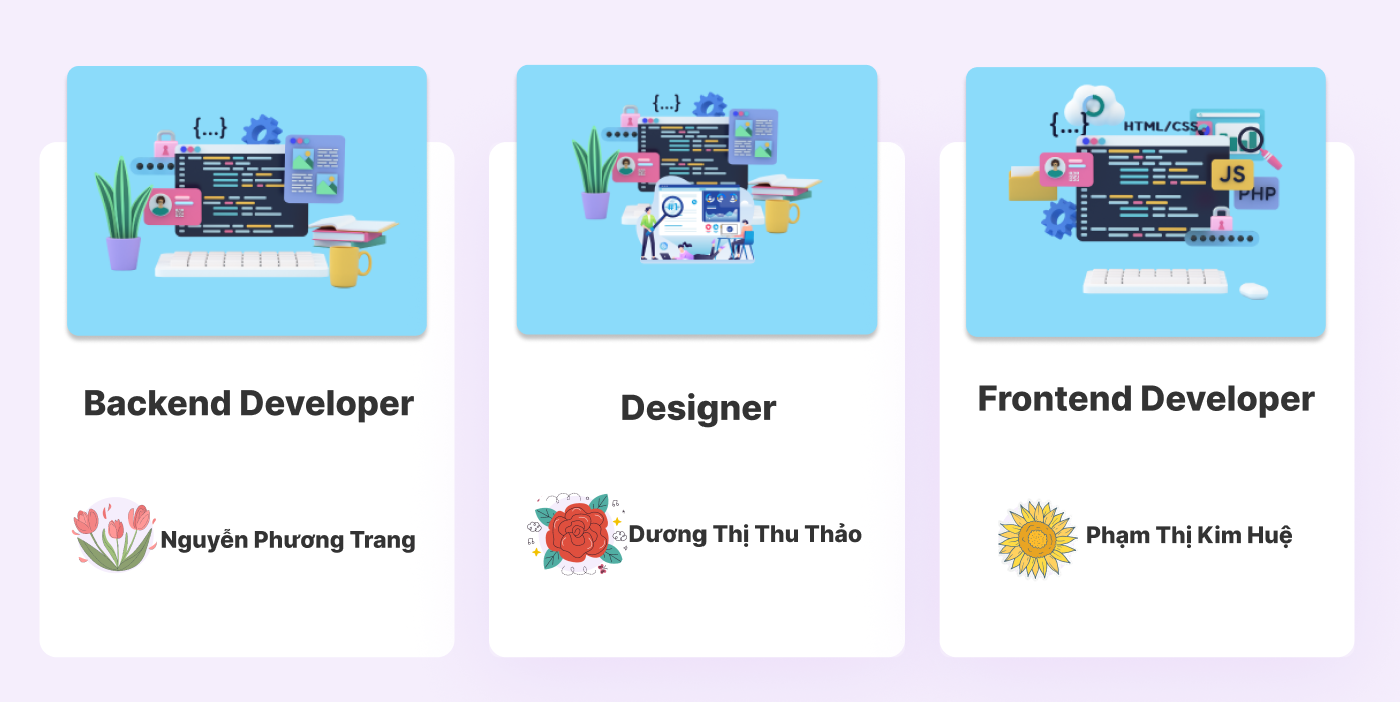 {...}
Backend Developer
Nguyễn Phương Trang
{...}
Designer
Dương Thị Thu Thảo
{...}
HTML/CSS
JS
PHP
Frontend Developer
Phạm Thị Kim Huệ